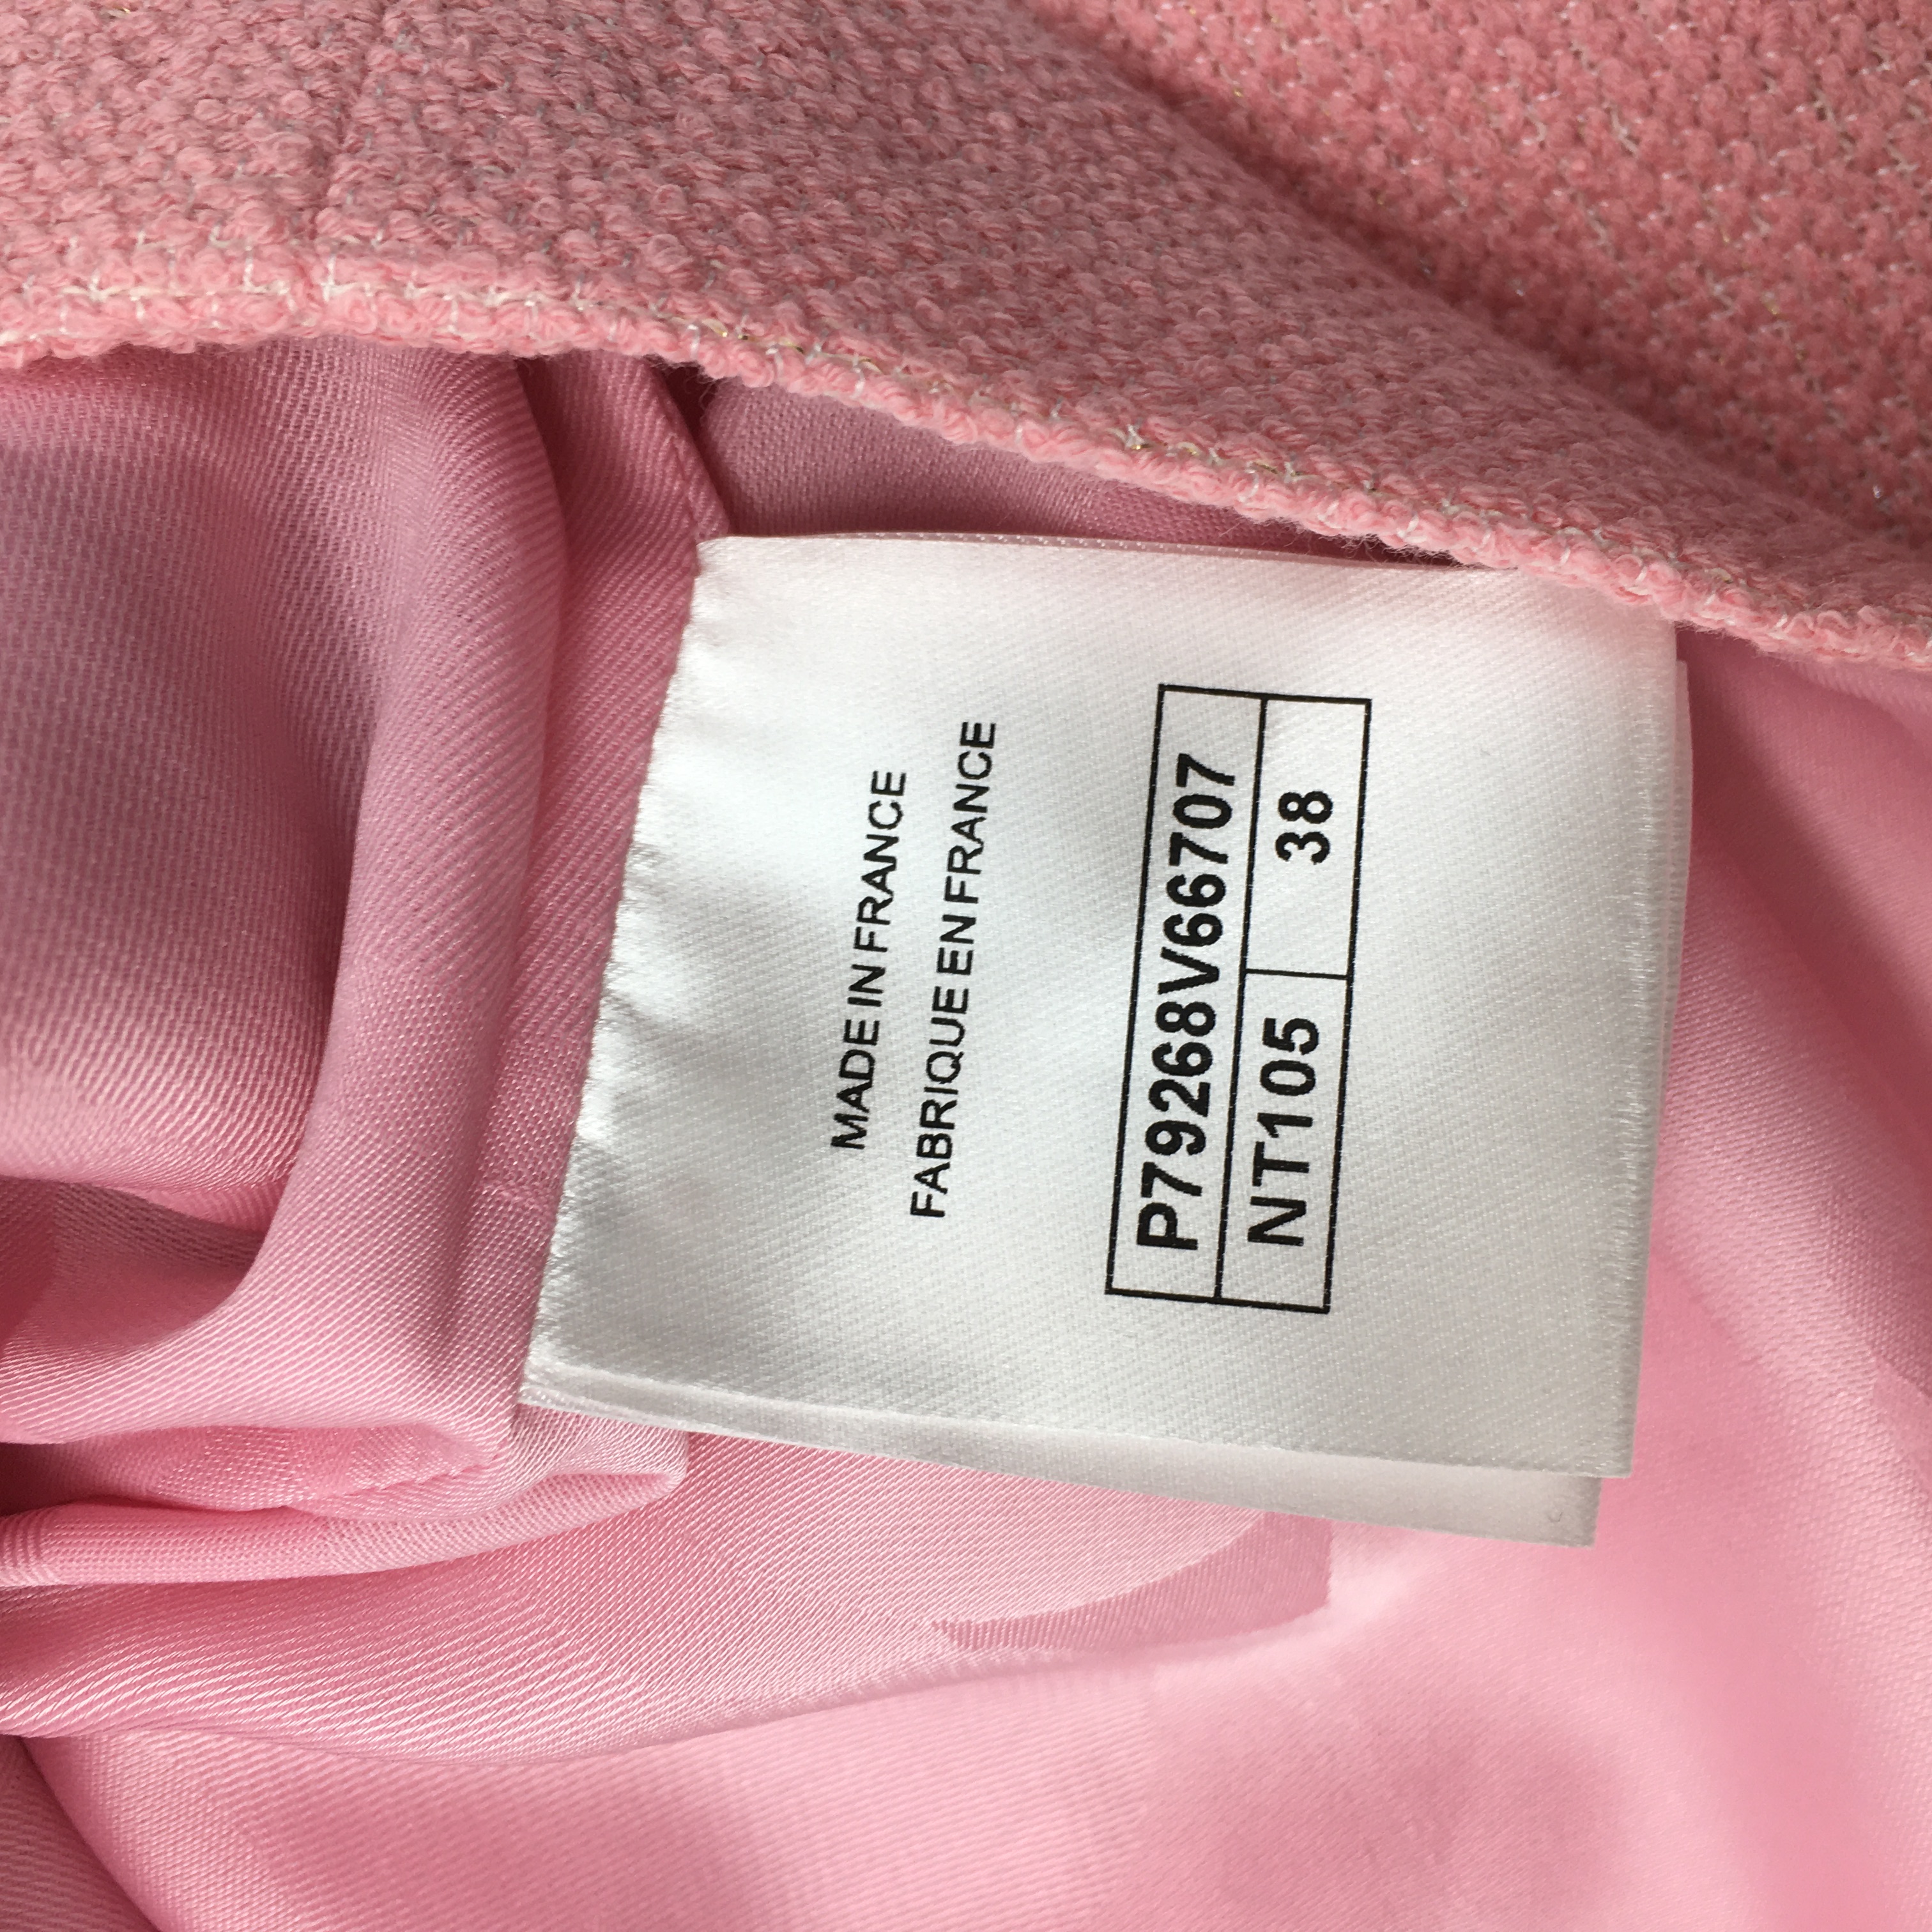 MADE IN FRANCE
FABRIQUE EN FRANCE
P79268V66707
NT105 38